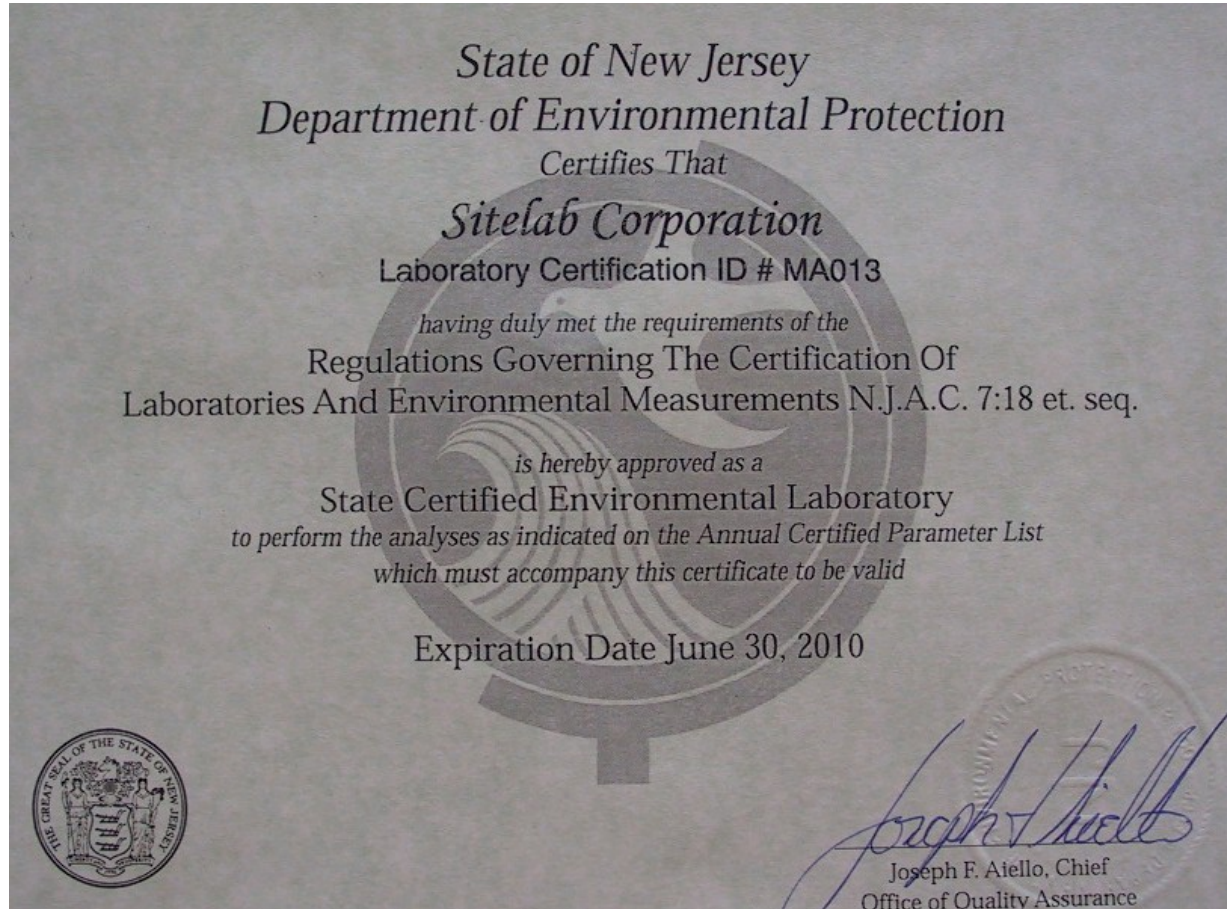 State of New Jersey
Department of Environmental Protection
Certifies That
Sitelab Corporation
Laboratory Certification ID # MA013
having duly met the requirements of the
Regulations Governing The Certification Of
Laboratories And Environmental Measurements N.J.A.C. 7:18 et. seq.
is hereby approved as a
State Certified Environmental Laboratory
to perform the analyses as indicated on the Annual Certified Parameter List
which must accompany this certificate to be valid
Expiration Date June 30, 2010
THE GREAT SEAL OF THE STATE OF NEW JERSEY
PROTECTION
Joseph F. Aiello, Chief
Office of Quality Assurance